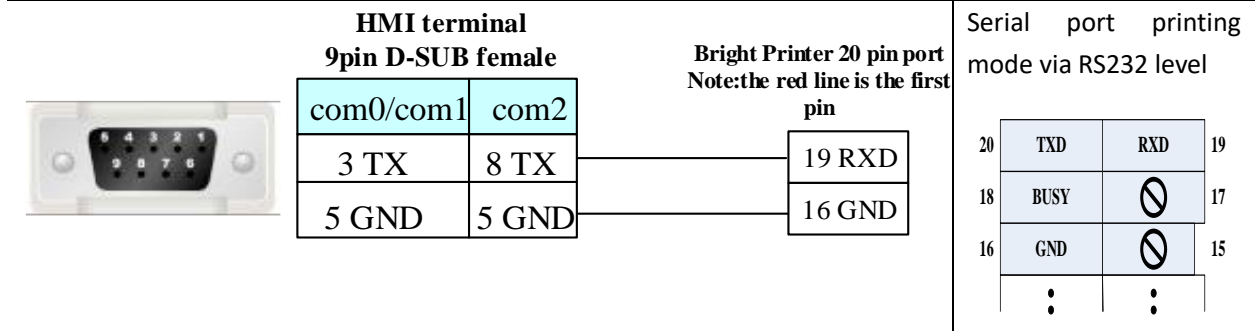 HMI terminal
9pin D-SUB female
com0/com1 com2
3 TX 8 TX
5 GND 5 GND
5 4 3 2 1
9 8 7 6
Bright Printer 20 pin port
Note:the red line is the first
pin
19 RXD
16 GND
Serial port printing
mode via RS232 level
20 TXD RXD 19
18 BUSY 17
16 GND 15